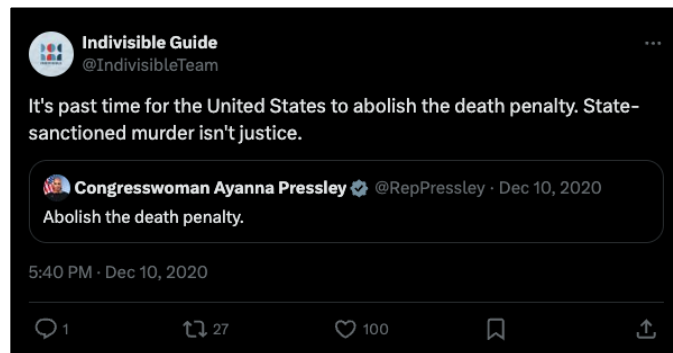 Indivisible Guide
@IndivisibleTeam
It's past time for the United States to abolish the death penalty. State-
sanctioned murder isn't justice.
Congresswoman Ayanna Pressley @RepPressley · Dec 10, 2020
Abolish the death penalty.
5:40 PM · Dec 10, 2020
1 27 100